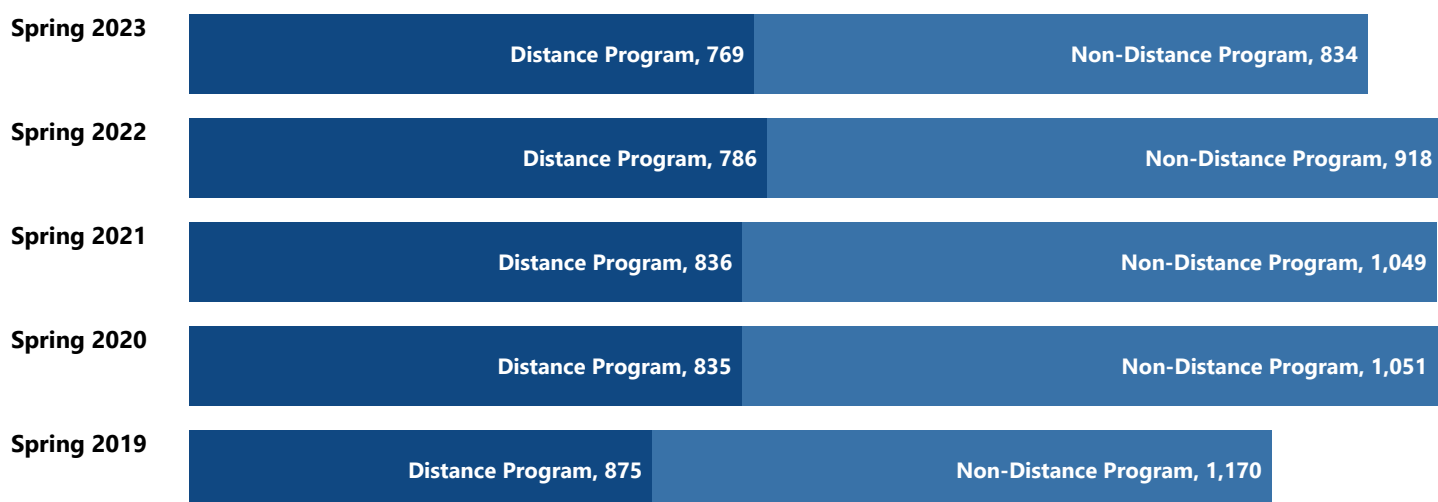 Spring 2023
Distance Program, 769
Non-Distance Program, 834
Spring 2022
Distance Program, 786
Non-Distance Program, 918
Spring 2021
Distance Program, 836
Non-Distance Program, 1,049
Spring 2020
Distance Program, 835
Non-Distance Program, 1,051
Spring 2019
Distance Program, 875
Non-Distance Program, 1,170